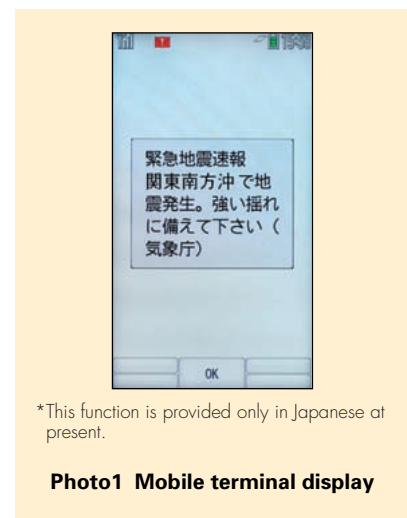 緊急地震速報
関東南方沖で地
震発生。強い揺れ
に備えて下さい（
気象庁）
OK
*This function is provided only in Japanese at
present.
Photo1 Mobile terminal display